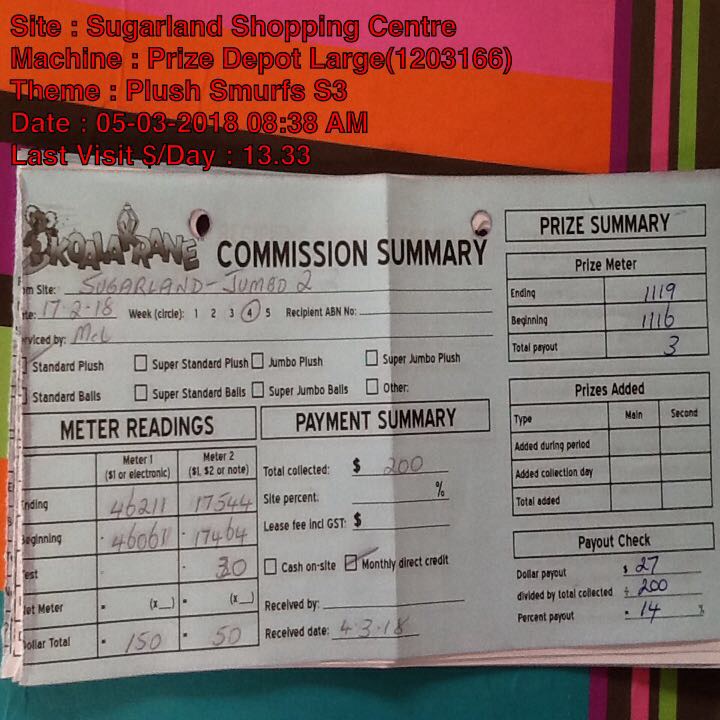 Site : Sugarland Shopping Centre
Machine : Prize Depot Large(1203166)
Theme : Plush Smurfs S3
Date : 05-03-2018 08:38 AM
Last Visit $/Day : 13.33
KOALA KRANE COMMISSION SUMMARY
om Site: SUGARLAND - JUMBO 2
te: 17-2-18 Week (circle): 1 2 3 4 5 Recipient ABN No:
rviced by: Mel
Standard Plush Super Standard Plush Jumbo Plush Super Jumbo Plush
Standard Balls Super Standard Balls Super Jumbo Balls Other:
METER READINGS
Meter 1 Meter 2
($1 or electronic) ($1, $2 or note)
nding 46211 17544
eginning - 46061 - 17464
est - - 30
et Meter = (x__) = (x__)
ollar Total = 150 = 50
PAYMENT SUMMARY
Total collected: $ 200
Site percent: %
Lease fee incl GST: $
Cash on-site Monthly direct credit
Received by:
Received date: 4-3-18
PRIZE SUMMARY
Prize Meter
Ending 1119
Beginning 1116
Total payout 3
Prizes Added
Type Main Second
Added during period
Added collection day
Total added
Payout Check
Dollar payout $ 27
divided by total collected ÷ 200
Percent payout = 14 %